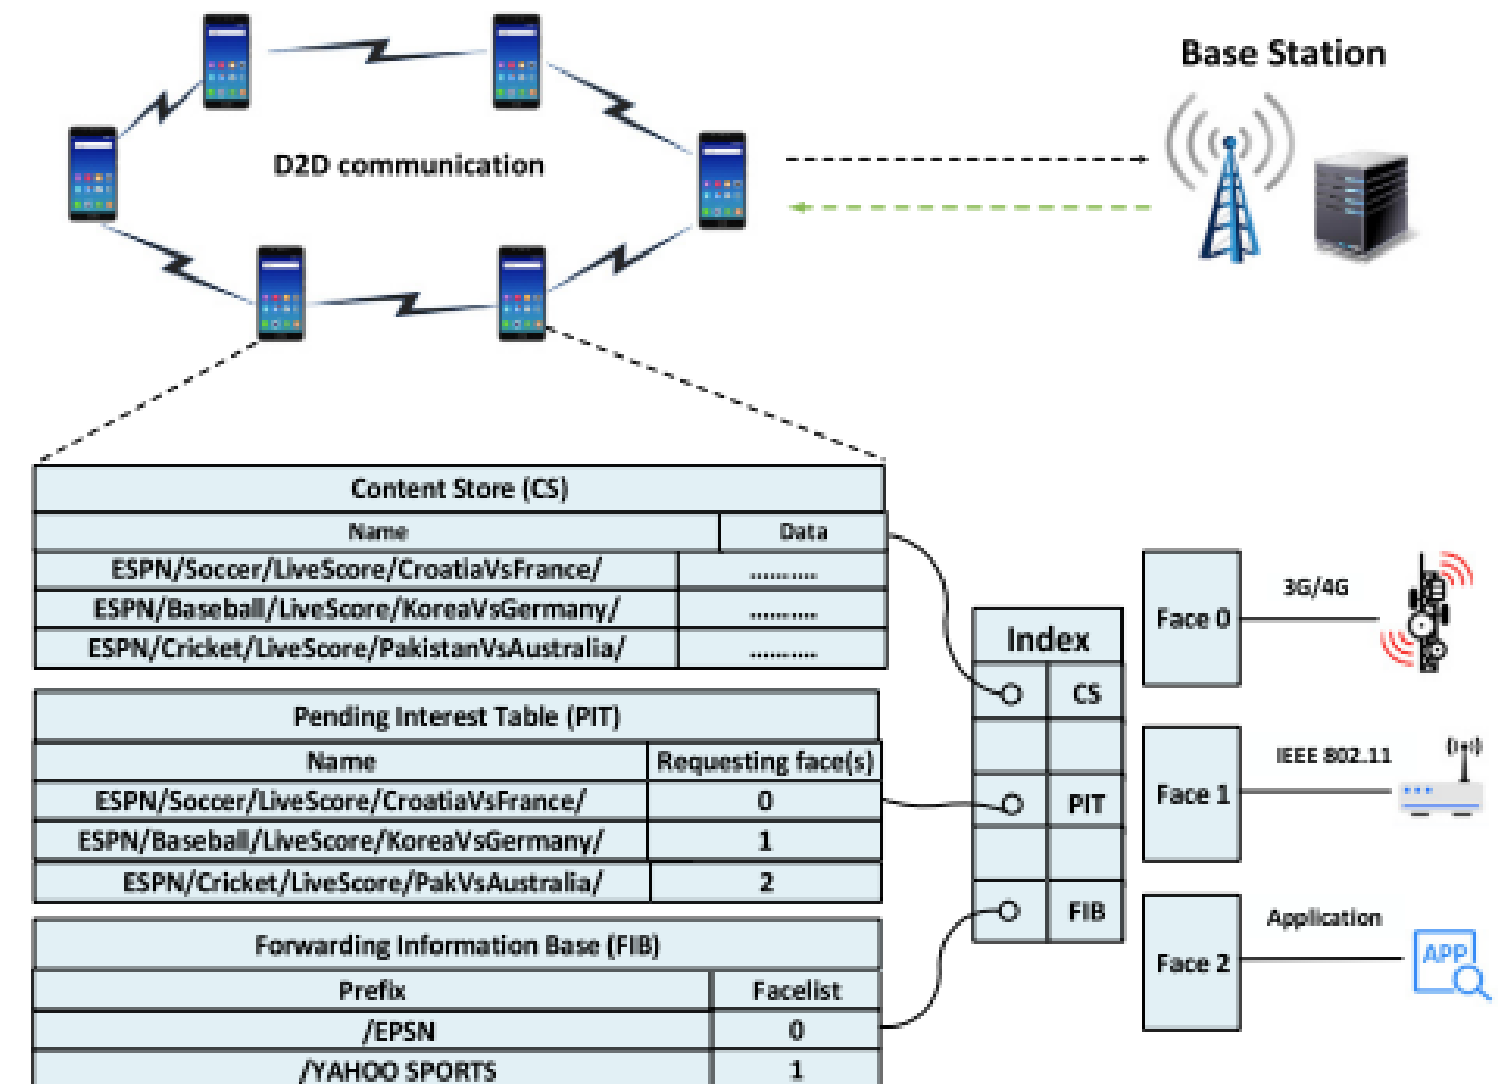 Base Station
D2D communication
Content Store (CS)
Name Data
ESPN/Soccer/LiveScore/CroatiaVsFrance/ ..........
ESPN/Baseball/LiveScore/KoreaVsGermany/ ..........
ESPN/Cricket/LiveScore/PakistanVsAustralia/ ..........
Pending Interest Table (PIT)
Name Requesting face(s)
ESPN/Soccer/LiveScore/CroatiaVsFrance/ 0
ESPN/Baseball/LiveScore/KoreaVsGermany/ 1
ESPN/Cricket/LiveScore/PakVsAustralia/ 2
Forwarding Information Base (FIB)
Prefix Facelist
/EPSN 0
/YAHOO SPORTS 1
Index
CS
PIT
FIB
Face 0
3G/4G
Face 1
IEEE 802.11
Face 2
Application
APP